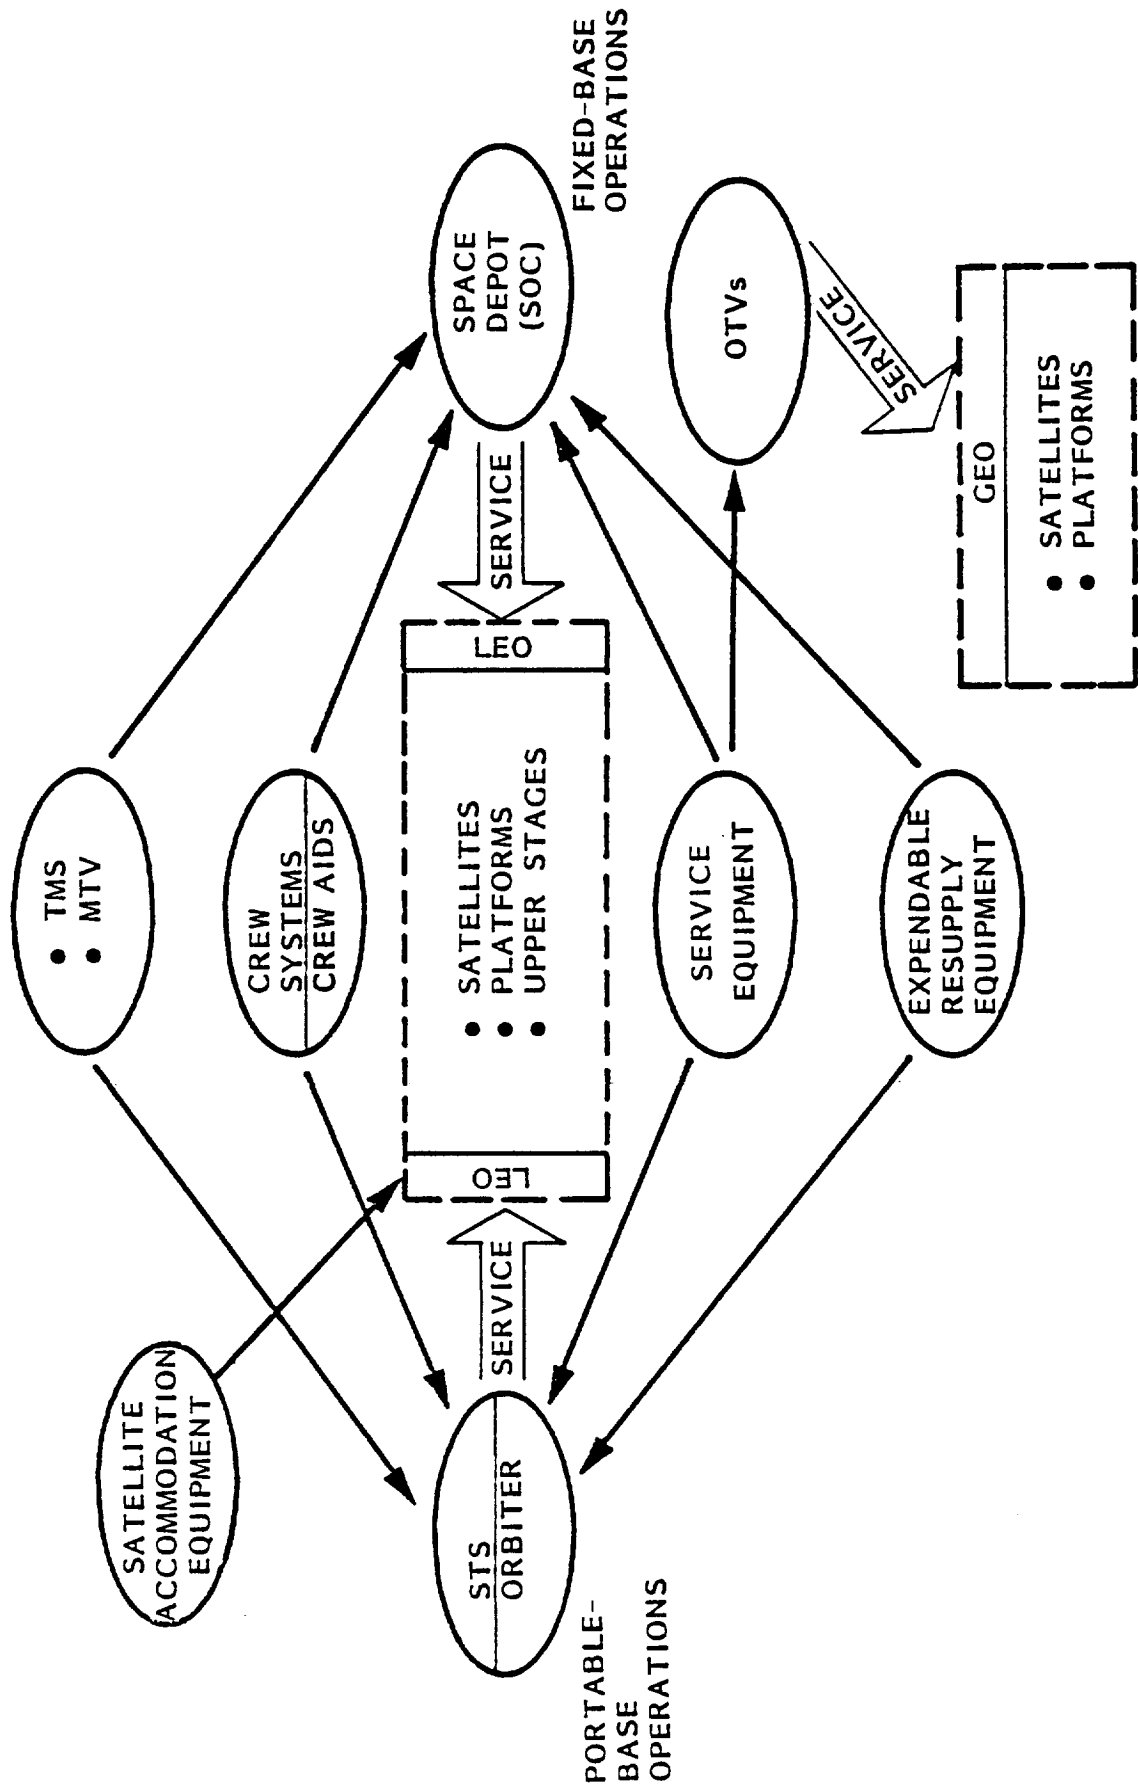 • TMS
• MTV
SATELLITE
ACCOMMODATION
EQUIPMENT
CREW
SYSTEMS
CREW AIDS
STS
ORBITER
PORTABLE-
BASE
OPERATIONS
SERVICE
LEO
• SATELLITES
• PLATFORMS
• UPPER STAGES
LEO
SERVICE
SPACE
DEPOT
(SOC)
FIXED-BASE
OPERATIONS
SERVICE
EQUIPMENT
OTVs
SERVICE
EXPENDABLE
RESUPPLY
EQUIPMENT
GEO
• SATELLITES
• PLATFORMS